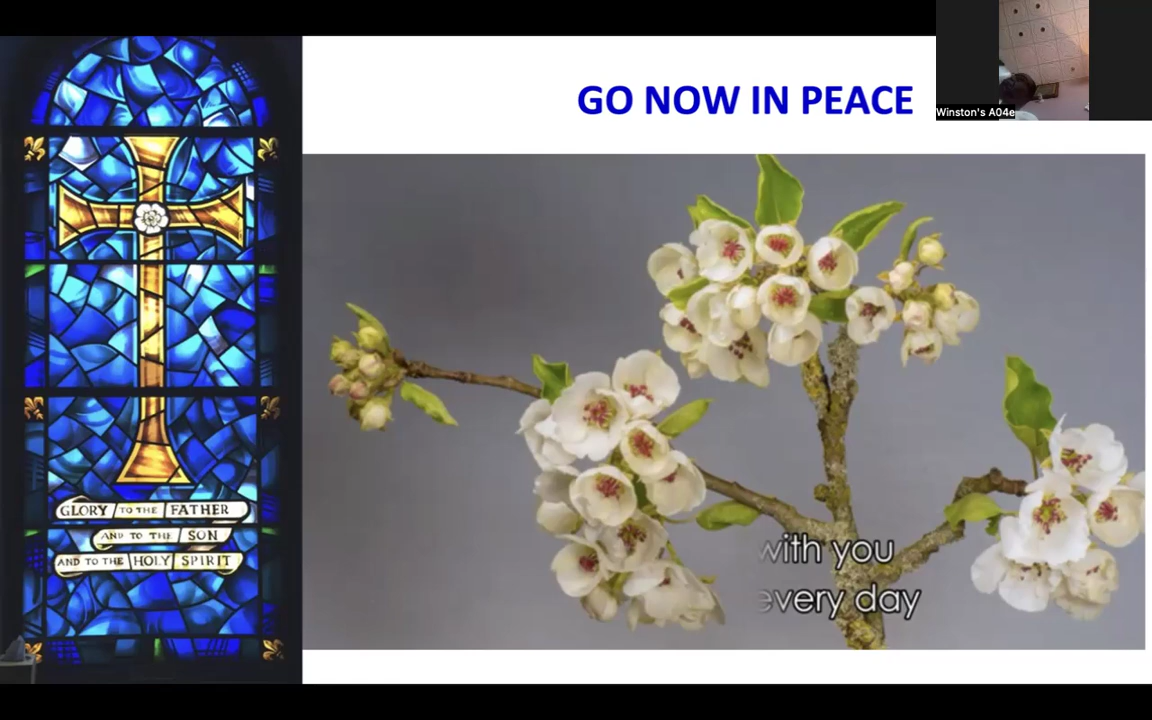 GO NOW IN PEACE
Winston's A04e
GLORY TO THE FATHER
AND TO THE SON
AND TO THE HOLY SPIRIT
with you
every day